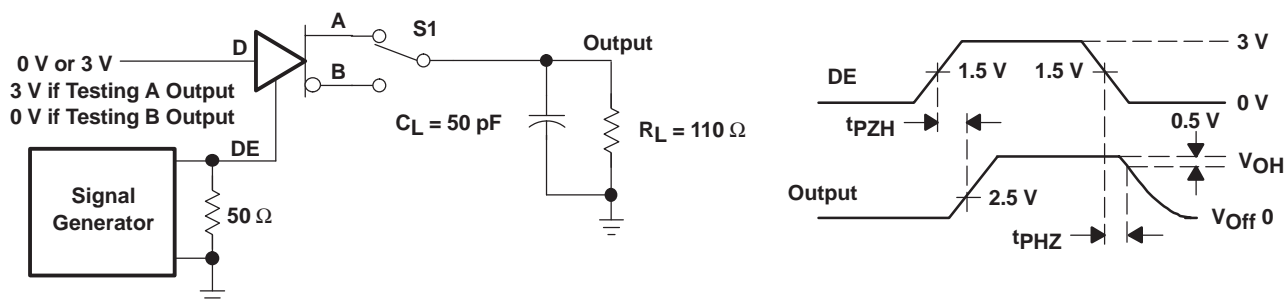 A
S1
D
Output
0 V or 3 V
3 V if Testing A Output
B
0 V if Testing B Output
CL = 50 pF
RL = 110 Ω
DE
Signal
Generator
50 Ω
3 V
DE
1.5 V
1.5 V
0 V
tPZH
0.5 V
VOH
Output
2.5 V
VOff 0
tPHZ